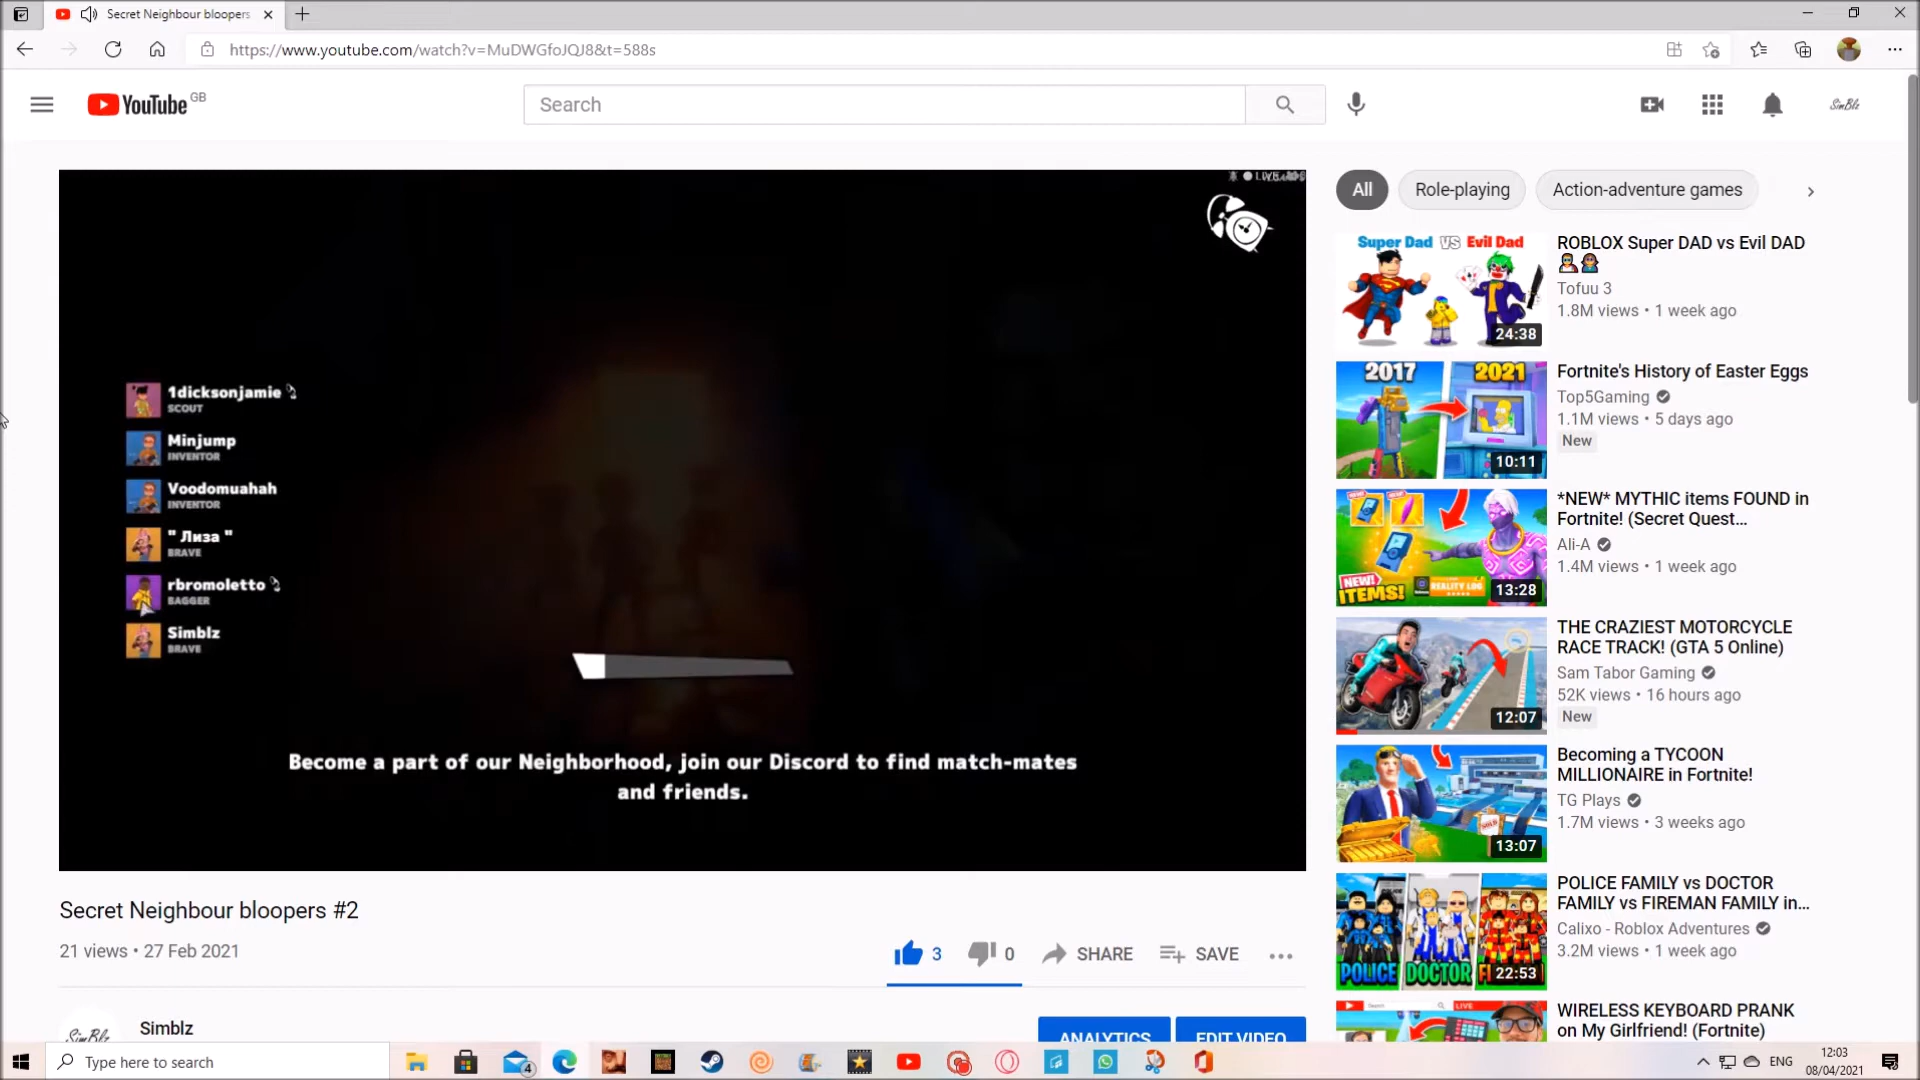 Secret Neighbour bloopers
https://www.youtube.com/watch?v=MuDWGfoJQJ8&t=588s
YouTube GB
Search
SimBlz
LIVE
1dicksonjamie
SCOUT
Minjump
INVENTOR
Voodomuahah
INVENTOR
" Лиза "
BRAVE
rbromoletto
BAGGER
Simblz
BRAVE
Become a part of our Neighborhood, join our Discord to find match-mates
and friends.
Secret Neighbour bloopers #2
21 views • 27 Feb 2021
3
0
SHARE
SAVE
SimBlz
Simblz
ANALYTICS
EDIT VIDEO
All
Role-playing
Action-adventure games
Super Dad VS Evil Dad
24:38
ROBLOX Super DAD vs Evil DAD
Tofuu 3
1.8M views • 1 week ago
2017
2021
10:11
Fortnite's History of Easter Eggs
Top5Gaming
1.1M views • 5 days ago
New
NEW!
ITEMS!
REALITY LOG
13:28
*NEW* MYTHIC items FOUND in
Fortnite! (Secret Quest...
Ali-A
1.4M views • 1 week ago
12:07
THE CRAZIEST MOTORCYCLE
RACE TRACK! (GTA 5 Online)
Sam Tabor Gaming
52K views • 16 hours ago
New
13:07
Becoming a TYCOON
MILLIONAIRE in Fortnite!
TG Plays
1.7M views • 3 weeks ago
POLICE
DOCTOR
22:53
POLICE FAMILY vs DOCTOR
FAMILY vs FIREMAN FAMILY in...
Calixo - Roblox Adventures
3.2M views • 1 week ago
Search
LIVE
WIRELESS KEYBOARD PRANK
on My Girlfriend! (Fortnite)
Type here to search
4
ENG
12:03
08/04/2021